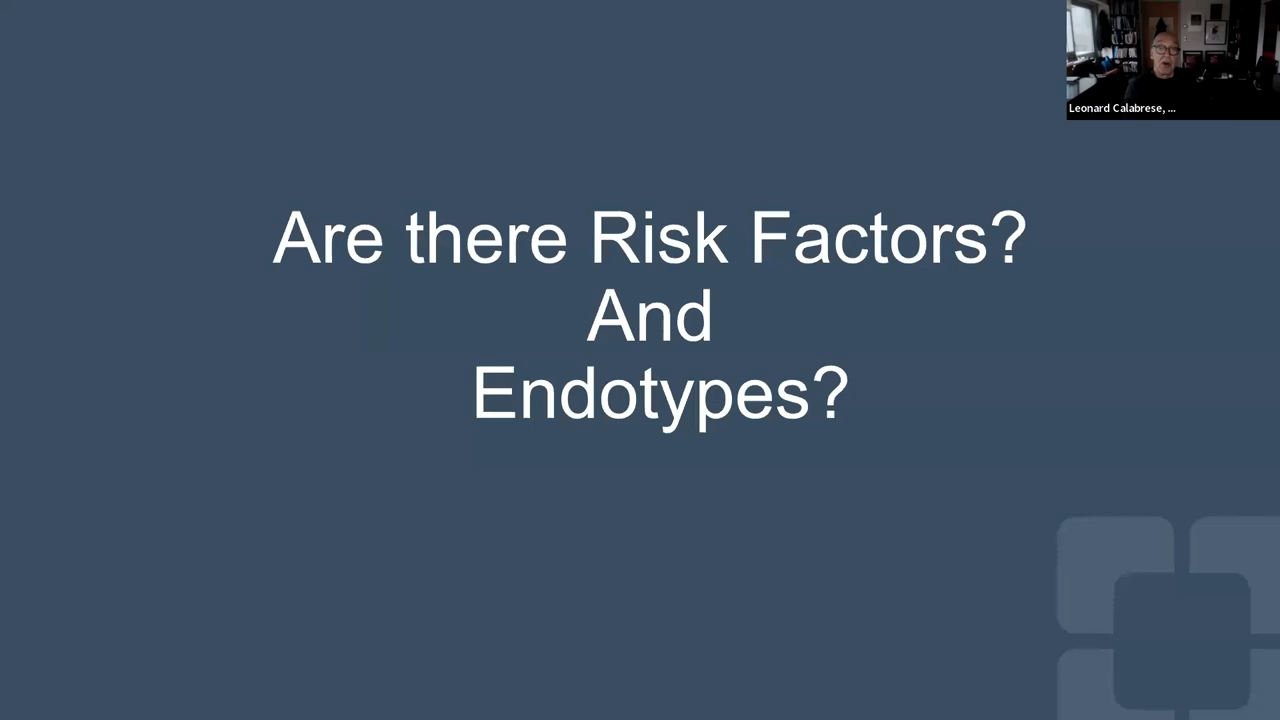 Leonard Calabrese, ...
Are there Risk Factors?
And
Endotypes?